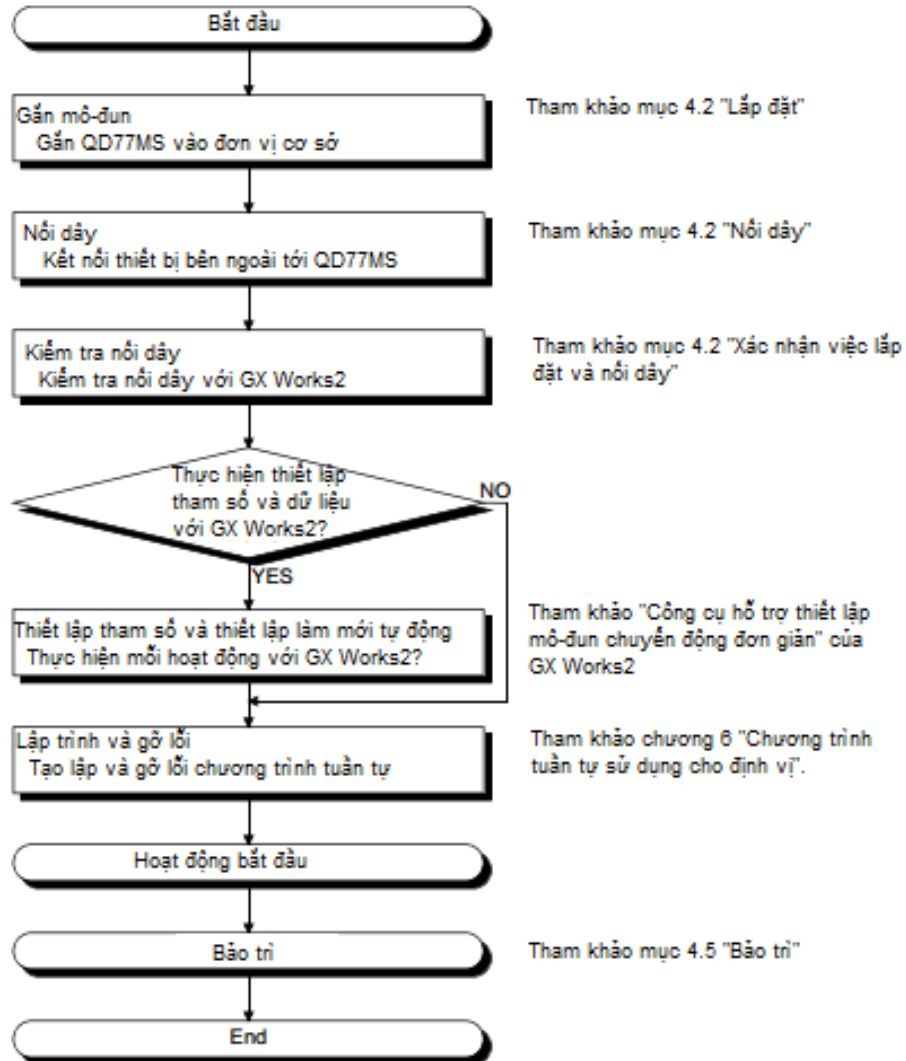 Bắt đầu
Gắn mô-đun
Gắn QD77MS vào đơn vị cơ sở
Tham khảo mục 4.2 "Lắp đặt"
Nối dây
Kết nối thiết bị bên ngoài tới QD77MS
Tham khảo mục 4.2 "Nối dây"
Kiểm tra nối dây
Kiểm tra nối dây với GX Works2
Tham khảo mục 4.2 "Xác nhận việc lắp
đặt và nối dây"
Thực hiện thiết lập
tham số và dữ liệu
với GX Works2?
NO
YES
Thiết lập tham số và thiết lập làm mới tự động
Thực hiện mỗi hoạt động với GX Works2?
Tham khảo "Công cụ hỗ trợ thiết lập
mô-đun chuyển động đơn giản" của
GX Works2
Lập trình và gỡ lỗi
Tạo lập và gỡ lỗi chương trình tuần tự
Tham khảo chương 6 "Chương trình
tuần tự sử dụng cho định vị".
Hoạt động bắt đầu
Bảo trì
Tham khảo mục 4.5 "Bảo trì"
End